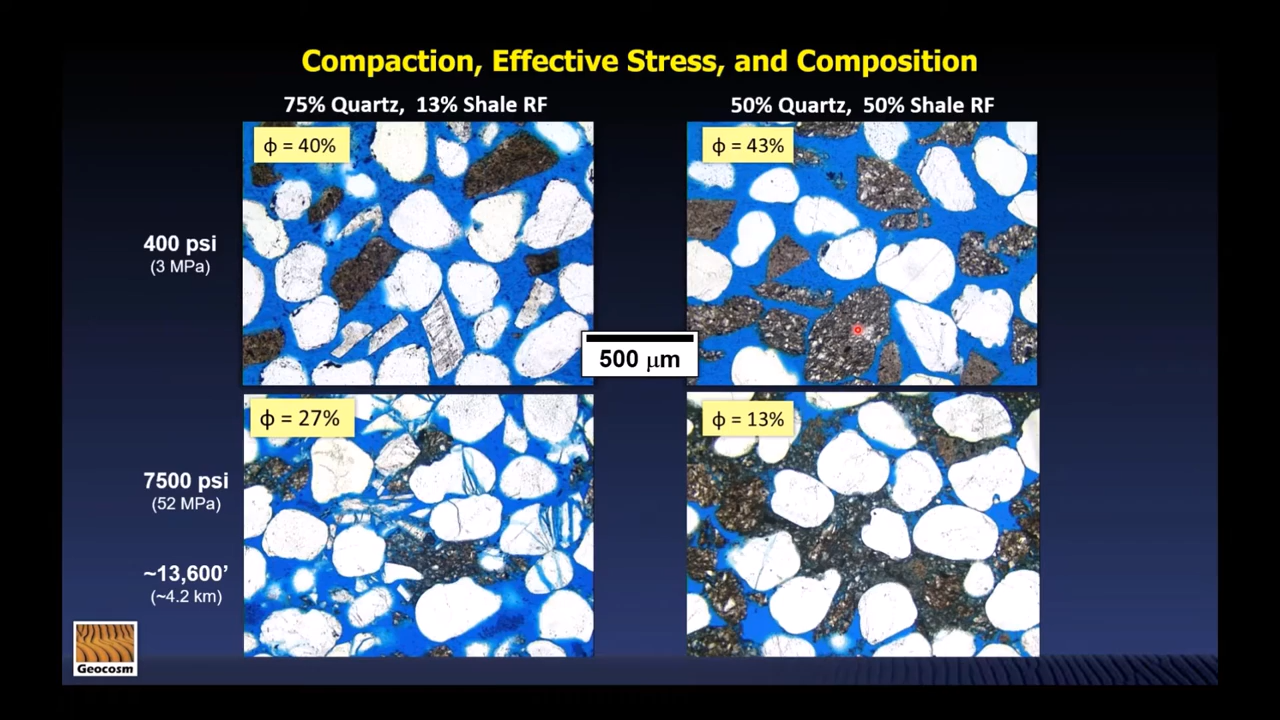 Compaction, Effective Stress, and Composition
75% Quartz, 13% Shale RF
50% Quartz, 50% Shale RF
ϕ = 40%
ϕ = 43%
400 psi
(3 MPa)
500 μm
ϕ = 27%
ϕ = 13%
7500 psi
(52 MPa)
~13,600’
(~4.2 km)
Geocosm